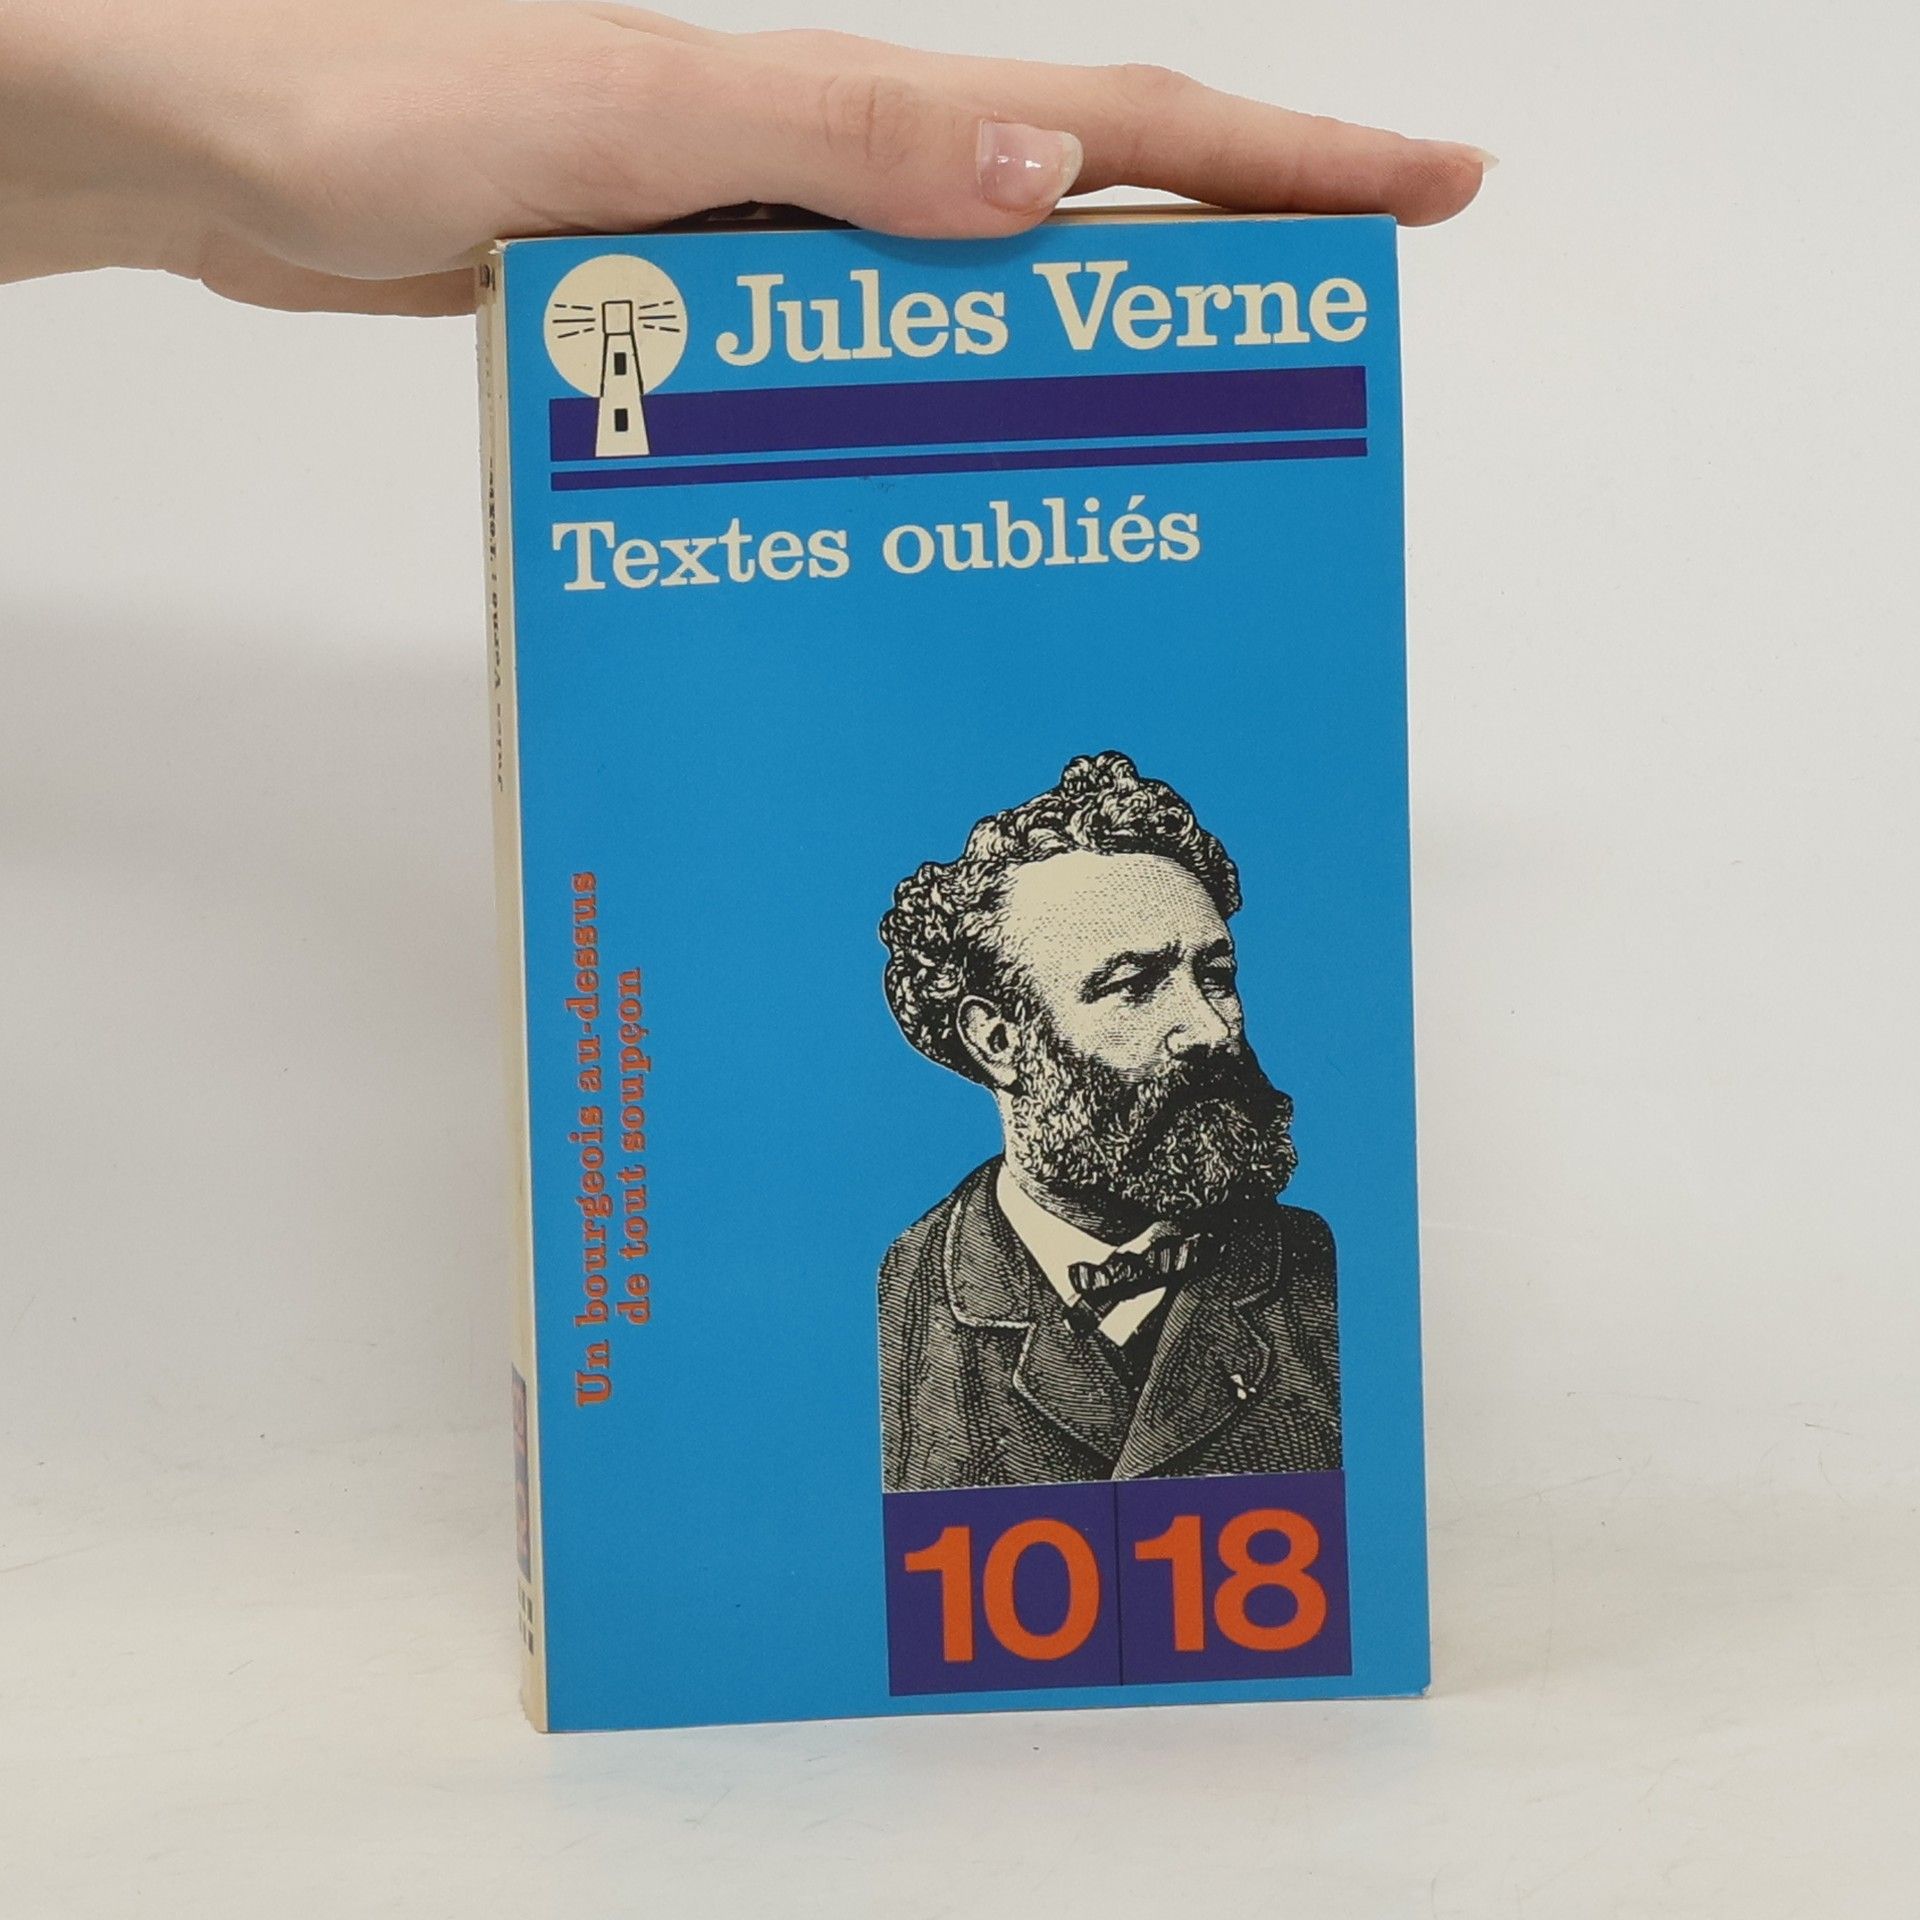 Jules Verne
Textes oubliés
Un bourgeois au-dessus
de tout soupçon
10 18